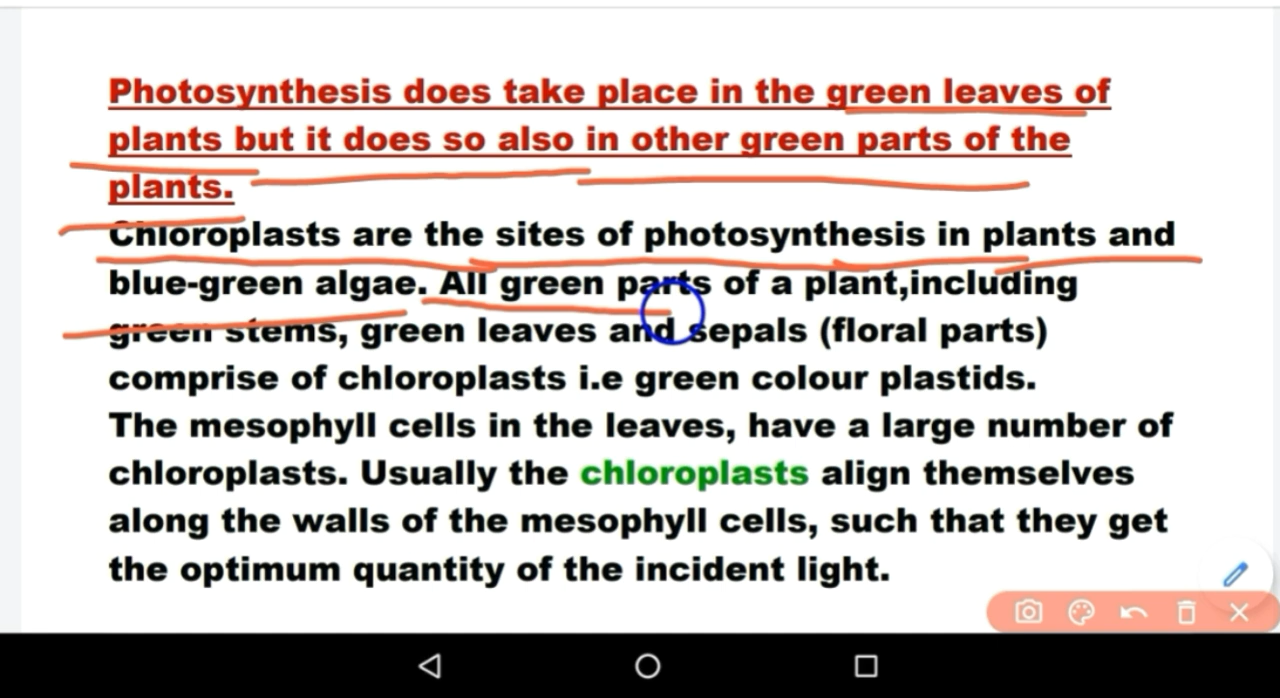 Photosynthesis does take place in the green leaves of
plants but it does so also in other green parts of the
plants.
Chloroplasts are the sites of photosynthesis in plants and
blue-green algae. All green parts of a plant,including
green stems, green leaves and sepals (floral parts)
comprise of chloroplasts i.e green colour plastids.
The mesophyll cells in the leaves, have a large number of
chloroplasts. Usually the chloroplasts align themselves
along the walls of the mesophyll cells, such that they get
the optimum quantity of the incident light.